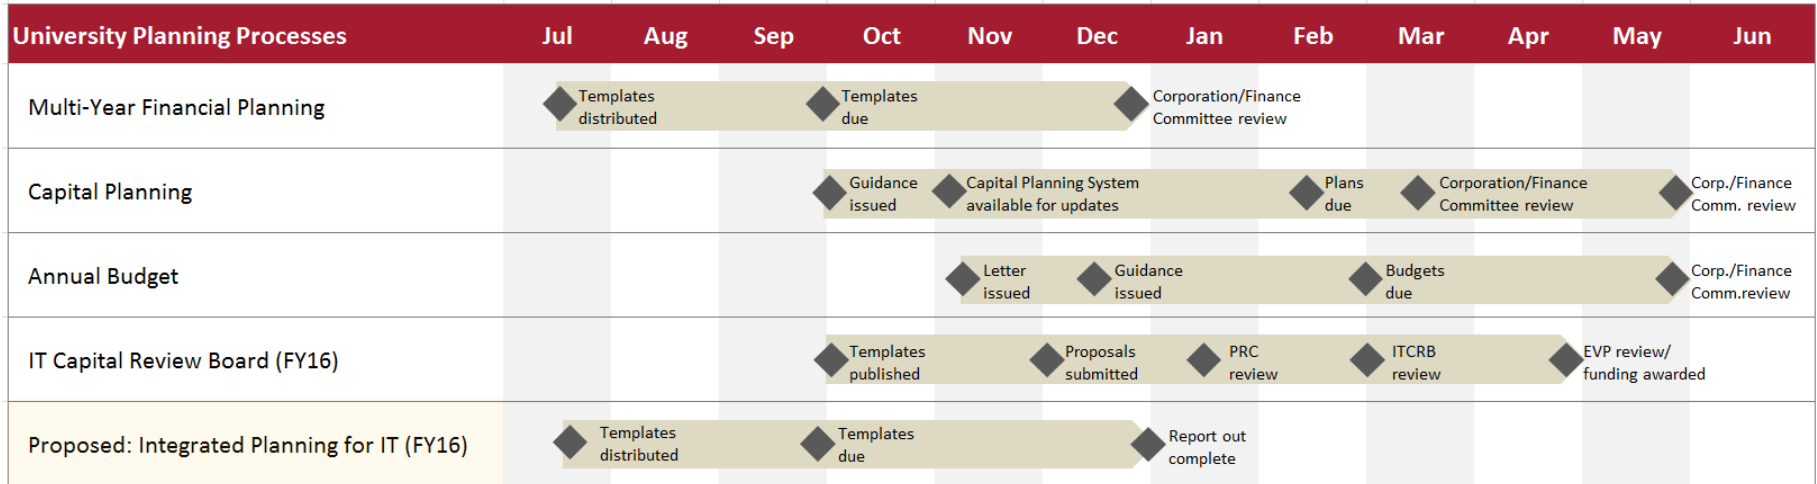 University Planning Processes Jul Aug Sep Oct Nov Dec Jan Feb Mar Apr May Jun
Multi-Year Financial Planning
Templates
distributed
Templates
due
Corporation/Finance
Committee review
Capital Planning
Guidance
issued
Capital Planning System
available for updates
Plans
due
Corporation/Finance
Committee review
Corp./Finance
Comm. review
Annual Budget
Letter
issued
Guidance
issued
Budgets
due
Corp./Finance
Comm.review
IT Capital Review Board (FY16)
Templates
published
Proposals
submitted
PRC
review
ITCRB
review
EVP review/
funding awarded
Proposed: Integrated Planning for IT (FY16)
Templates
distributed
Templates
due
Report out
complete